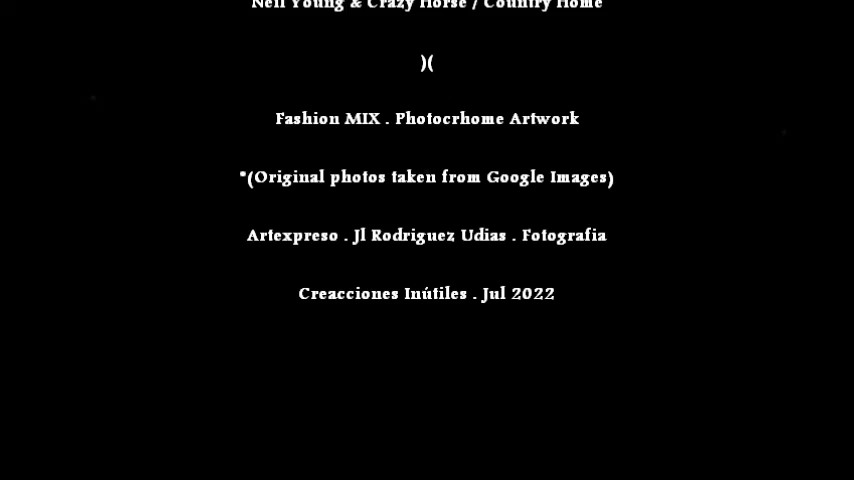 Neil Young & Crazy Horse / Country Home
)(
Fashion MIX . Photocrhome Artwork
*(Original photos taken from Google Images)
Artexpreso . Jl Rodriguez Udias . Fotografia
Creacciones Inútiles . Jul 2022